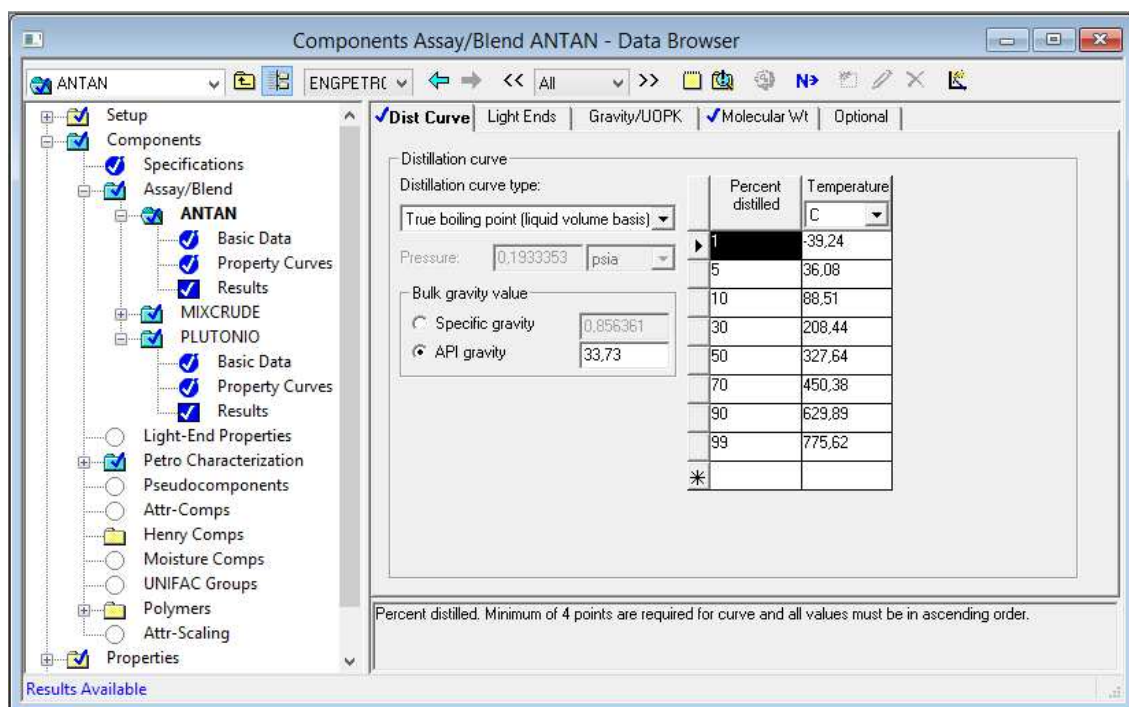 Components Assay/Blend ANTAN - Data Browser
ANTAN ENGPETRC << All >> N
Setup
Components
Specifications
Assay/Blend
ANTAN
Basic Data
Property Curves
Results
MIXCRUDE
PLUTONIO
Basic Data
Property Curves
Results
Light-End Properties
Petro Characterization
Pseudocomponents
Attr-Comps
Henry Comps
Moisture Comps
UNIFAC Groups
Polymers
Attr-Scaling
Properties
Dist Curve Light Ends Gravity/UOPK Molecular Wt Optional
Distillation curve
Distillation curve type:
True boiling point (liquid volume basis)
Pressure: 0,1933353 psia
Bulk gravity value
Specific gravity 0,856361
API gravity 33,73
Percent distilled Temperature
C
1 -39,24
5 36,08
10 88,51
30 208,44
50 327,64
70 450,38
90 629,89
99 775,62
Percent distilled. Minimum of 4 points are required for curve and all values must be in ascending order.
Results Available